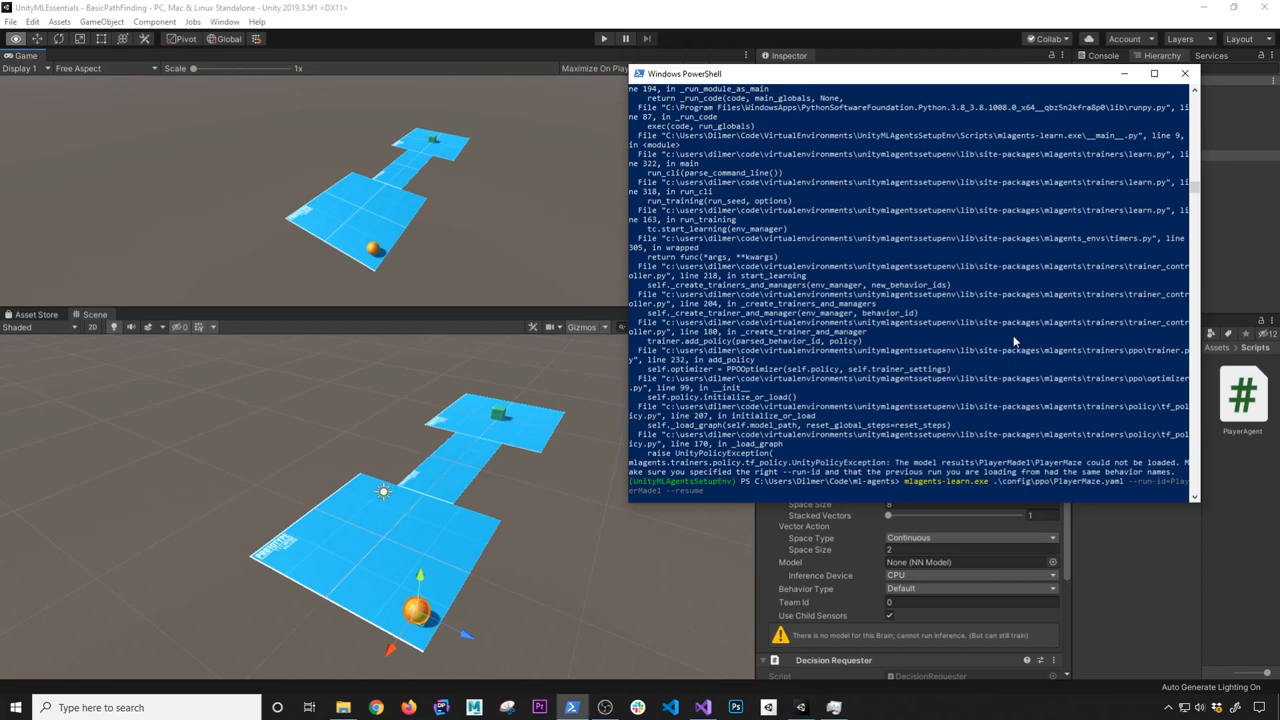 UnityMLEssentials - BasicPathFinding - PC, Mac & Linux Standalone - Unity 2019.3.5f1 <DX11>
File Edit Assets GameObject Component Jobs Window Help
Pivot Global Collab Account Layers Layout
Game Inspector Console Hierarchy Services
Display 1 Free Aspect Scale 1x Maximize On Play
Windows PowerShell
ne 194, in _run_module_as_main
return _run_code(code, main_globals, None,
File "C:\Program Files\WindowsApps\PythonSoftwareFoundation.Python.3.8_3.8.1008.0_x64__qbz5n2kfra8p0\lib\runpy.py", li
ne 87, in _run_code
exec(code, run_globals)
File "C:\Users\Dilmer\Code\VirtualEnvironments\UnityMLAgentsSetupEnv\Scripts\mlagents-learn.exe\__main__.py", line 9,
in <module>
File "c:\users\dilmer\code\virtualenvironments\unitymlagentssetupenv\lib\site-packages\mlagents\trainers\learn.py", li
ne 322, in main
run_cli(parse_command_line())
File "c:\users\dilmer\code\virtualenvironments\unitymlagentssetupenv\lib\site-packages\mlagents\trainers\learn.py", li
ne 318, in run_cli
run_training(run_seed, options)
File "c:\users\dilmer\code\virtualenvironments\unitymlagentssetupenv\lib\site-packages\mlagents\trainers\learn.py", li
ne 163, in run_training
tc.start_learning(env_manager)
File "c:\users\dilmer\code\virtualenvironments\unitymlagentssetupenv\lib\site-packages\mlagents_envs\timers.py", line
305, in wrapped
return func(*args, **kwargs)
File "c:\users\dilmer\code\virtualenvironments\unitymlagentssetupenv\lib\site-packages\mlagents\trainers\trainer_contr
oller.py", line 218, in start_learning
self._create_trainers_and_managers(env_manager, new_behavior_ids)
File "c:\users\dilmer\code\virtualenvironments\unitymlagentssetupenv\lib\site-packages\mlagents\trainers\trainer_contr
oller.py", line 204, in _create_trainers_and_managers
self._create_trainer_and_manager(env_manager, behavior_id)
File "c:\users\dilmer\code\virtualenvironments\unitymlagentssetupenv\lib\site-packages\mlagents\trainers\trainer_contr
oller.py", line 180, in _create_trainer_and_manager
trainer.add_policy(parsed_behavior_id, policy)
File "c:\users\dilmer\code\virtualenvironments\unitymlagentssetupenv\lib\site-packages\mlagents\trainers\ppo\trainer.p
y", line 232, in add_policy
self.optimizer = PPOOptimizer(self.policy, self.trainer_settings)
File "c:\users\dilmer\code\virtualenvironments\unitymlagentssetupenv\lib\site-packages\mlagents\trainers\ppo\optimizer
.py", line 99, in __init__
self.policy.initialize_or_load()
File "c:\users\dilmer\code\virtualenvironments\unitymlagentssetupenv\lib\site-packages\mlagents\trainers\policy\tf_pol
icy.py", line 207, in initialize_or_load
self._load_graph(self.model_path, reset_global_steps=reset_steps)
File "c:\users\dilmer\code\virtualenvironments\unitymlagentssetupenv\lib\site-packages\mlagents\trainers\policy\tf_pol
icy.py", line 170, in _load_graph
raise UnityPolicyException(
mlagents.trainers.policy.tf_policy.UnityPolicyException: The model results\PlayerMade1\PlayerMaze could not be loaded. M
ake sure you specified the right --run-id and that the previous run you are loading from had the same behavior names.
(UnityMLAgentsSetupEnv) PS C:\Users\Dilmer\Code\ml-agents> mlagents-learn.exe .\config\ppo\PlayerMaze.yaml --run-id=Play
erMade1 --resume
Asset Store Scene
Shaded 2D 0 Gizmos
12
Assets Scripts
PlayerAgent
Space Size 8
Stacked Vectors 1
Vector Action
Space Type Continuous
Space Size 2
Model None (NN Model)
Inference Device CPU
Behavior Type Default
Team Id 0
Use Child Sensors
There is no model for this Brain; cannot run inference. (But can still train)
Decision Requester
Script DecisionRequester
Auto Generate Lighting On
Type here to search